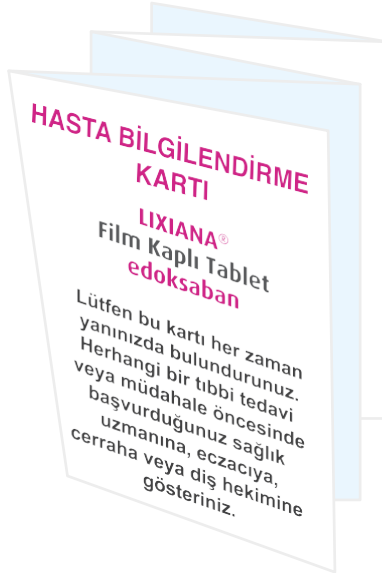 HASTA BİLGİLENDİRME
KARTI
LIXIANA®
Film Kaplı Tablet
edoksaban
Lütfen bu kartı her zaman
yanınızda bulundurunuz.
Herhangi bir tıbbi tedavi
veya müdahale öncesinde
başvurduğunuz sağlık
uzmanına, eczacıya,
cerraha veya diş hekimine
gösteriniz.